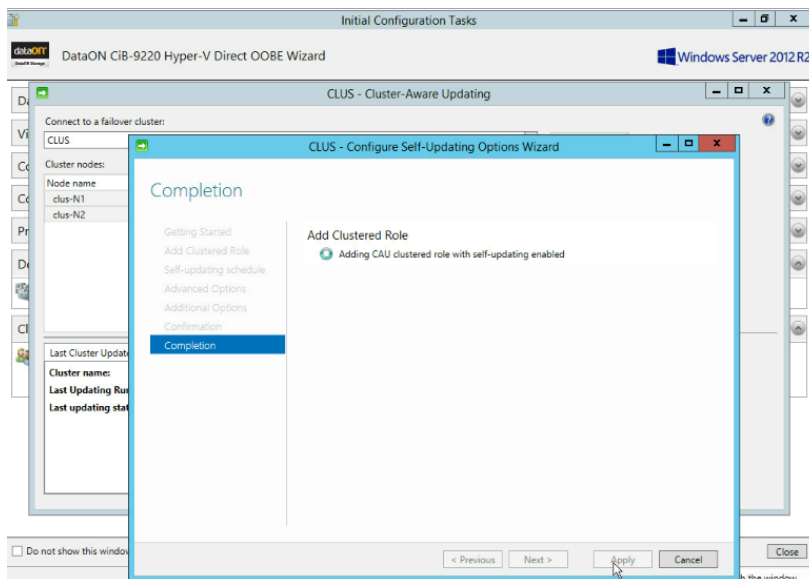 Initial Configuration Tasks
dataON
DataON CiB-9220 Hyper-V Direct OOBE Wizard
Windows Server 2012 R2
CLUS - Cluster-Aware Updating
Connect to a failover cluster:
CLUS
CLUS - Configure Self-Updating Options Wizard
Cluster nodes:
Node name
clus-N1
clus-N2
Completion
Getting Started
Add Clustered Role
Self-updating schedule
Advanced Options
Additional Options
Confirmation
Completion
Add Clustered Role
Adding CAU clustered role with self-updating enabled
Last Cluster Updat
Cluster name:
Last Updating Ru
Last updating stat
< Previous
Next >
Apply
Cancel
Do not show this windo
Close
the window